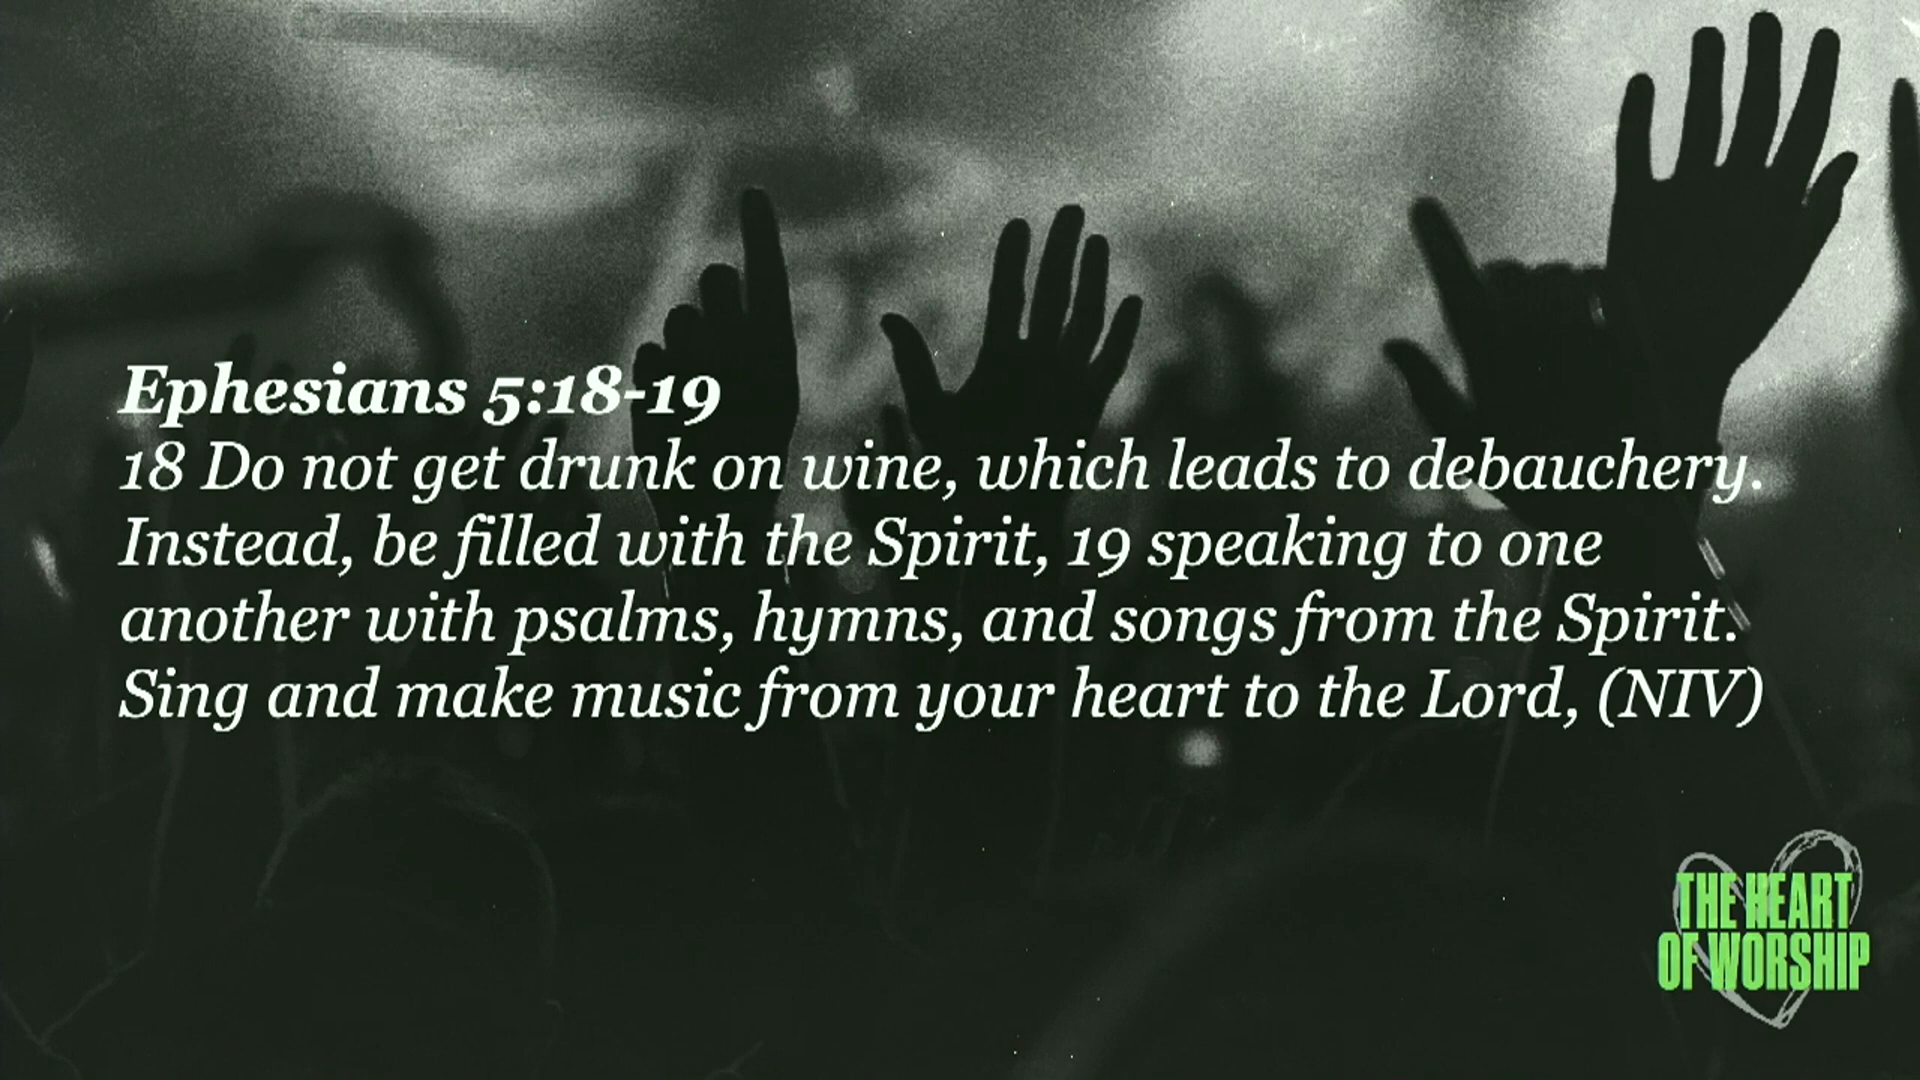 Ephesians 5:18-19
18 Do not get drunk on wine, which leads to debauchery.
Instead, be filled with the Spirit, 19 speaking to one
another with psalms, hymns, and songs from the Spirit.
Sing and make music from your heart to the Lord, (NIV)
THE HEART
OF WORSHIP